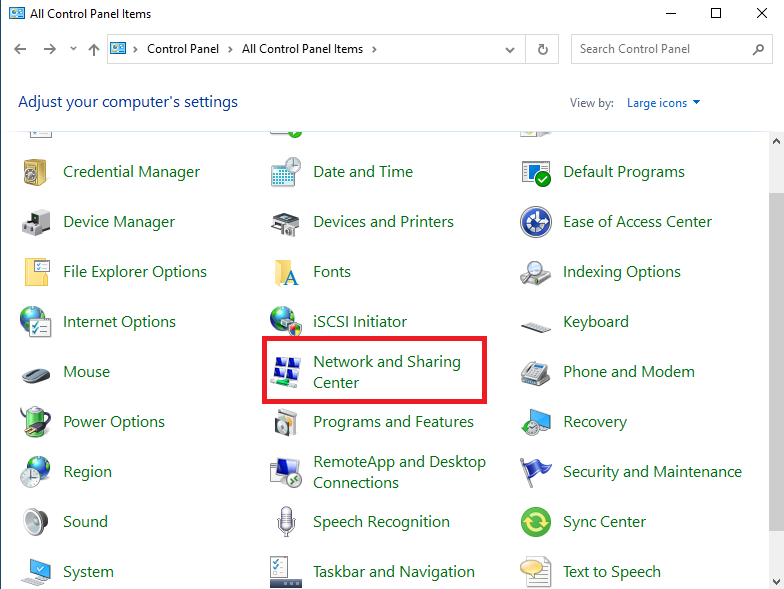 All Control Panel Items
Control Panel > All Control Panel Items >
Search Control Panel
Adjust your computer's settings
View by: Large icons
Credential Manager
Date and Time
Default Programs
Device Manager
Devices and Printers
Ease of Access Center
File Explorer Options
Fonts
Indexing Options
Internet Options
iSCSI Initiator
Keyboard
Mouse
Network and Sharing
Center
Phone and Modem
Power Options
Programs and Features
Recovery
Region
RemoteApp and Desktop
Connections
Security and Maintenance
Sound
Speech Recognition
Sync Center
System
Taskbar and Navigation
Text to Speech